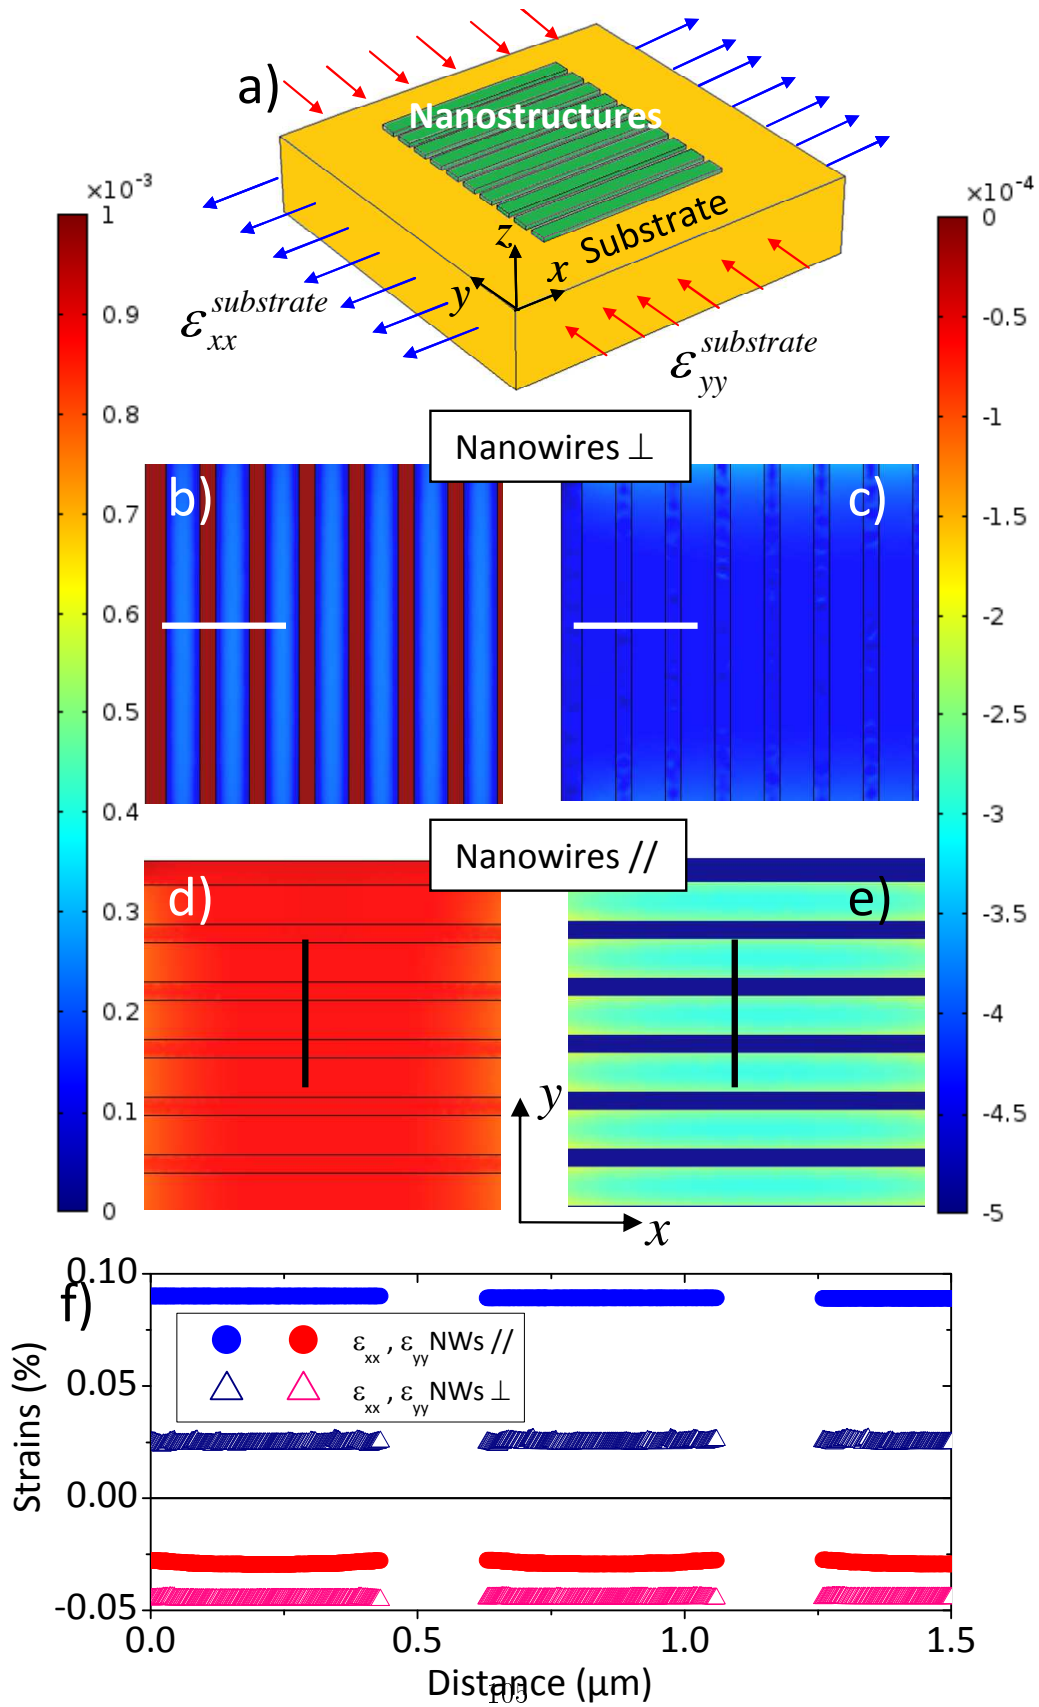 a)
Nanostructures
Substrate
z
x
y
ε_xx^substrate
ε_yy^substrate
×10^-3
1
0.9
0.8
0.7
0.6
0.5
0.4
0.3
0.2
0.1
0
×10^-4
0
-0.5
-1
-1.5
-2
-2.5
-3
-3.5
-4
-4.5
-5
Nanowires ⊥
b)
c)
Nanowires //
d)
e)
y
x
f)
0.10
0.05
0.00
-0.05
Strains (%)
ε_xx , ε_yy NWs //
ε_xx , ε_yy NWs ⊥
0.0 0.5 1.0 1.5
Distance (μm)
105